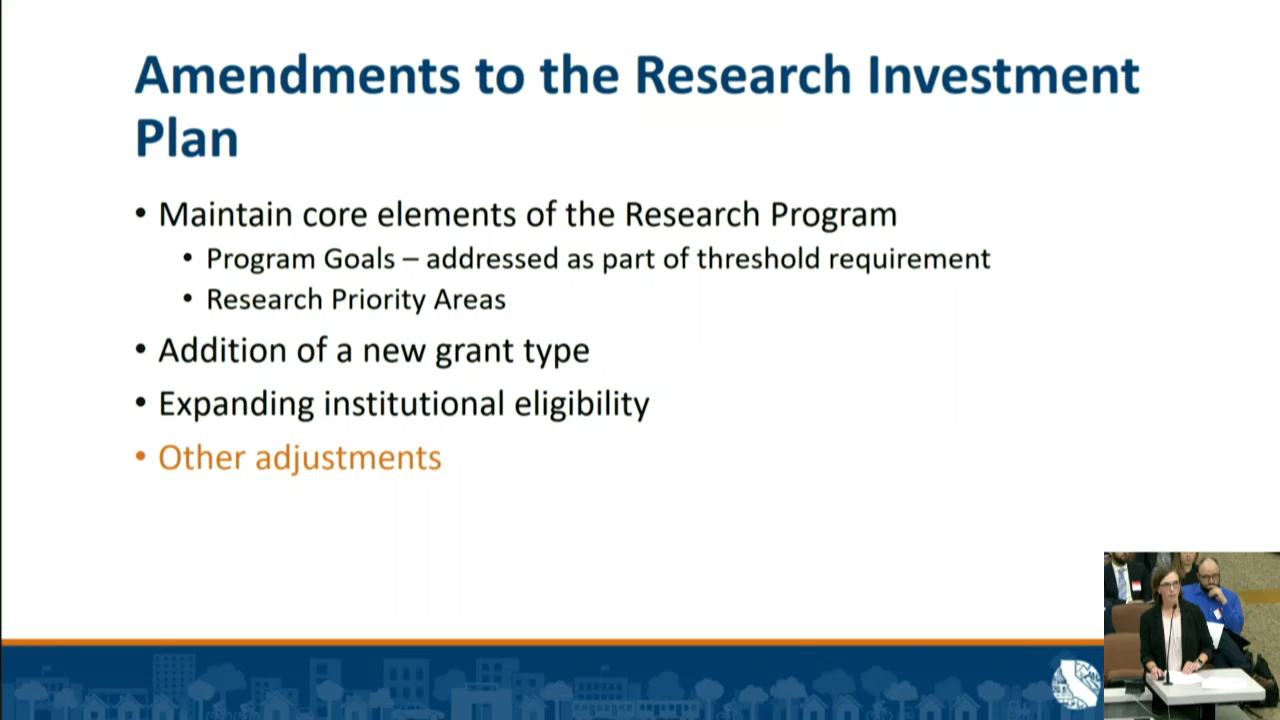 Amendments to the Research Investment
Plan
• Maintain core elements of the Research Program
• Program Goals – addressed as part of threshold requirement
• Research Priority Areas
• Addition of a new grant type
• Expanding institutional eligibility
• Other adjustments